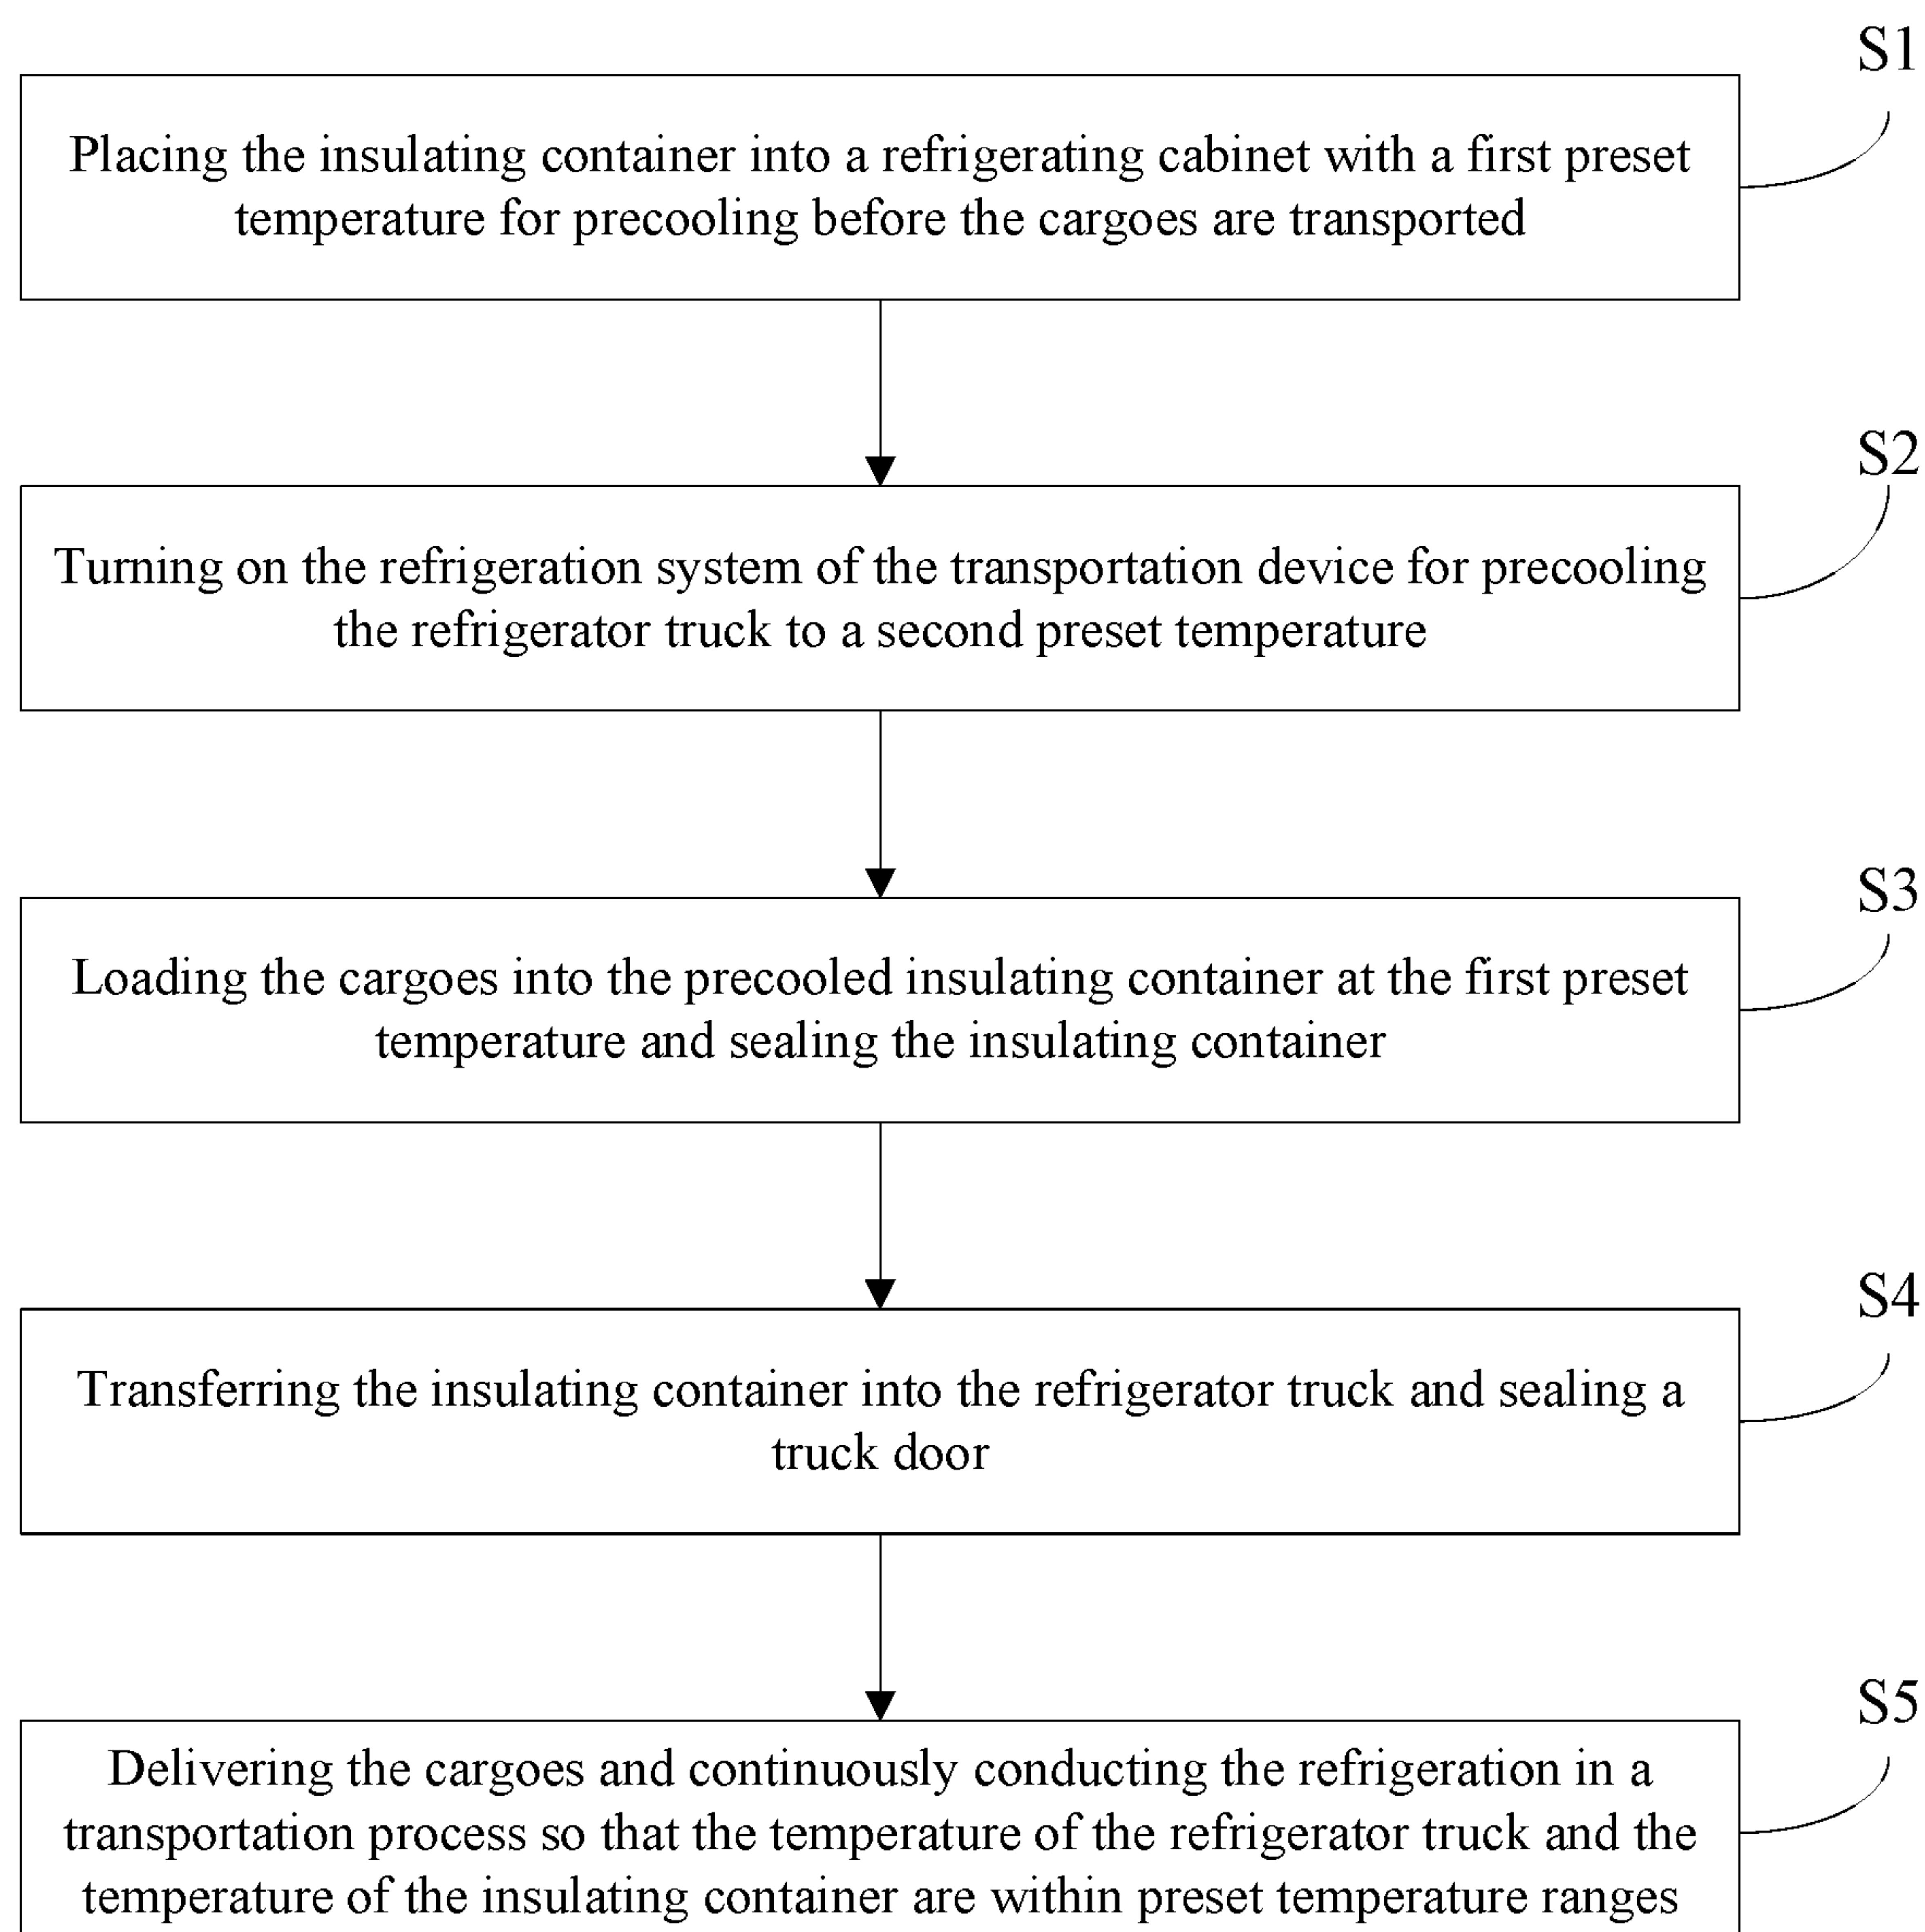 S1
Placing the insulating container into a refrigerating cabinet with a first preset
temperature for precooling before the cargoes are transported
S2
Turning on the refrigeration system of the transportation device for precooling
the refrigerator truck to a second preset temperature
S3
Loading the cargoes into the precooled insulating container at the first preset
temperature and sealing the insulating container
S4
Transferring the insulating container into the refrigerator truck and sealing a
truck door
S5
Delivering the cargoes and continuously conducting the refrigeration in a
transportation process so that the temperature of the refrigerator truck and the
temperature of the insulating container are within preset temperature ranges